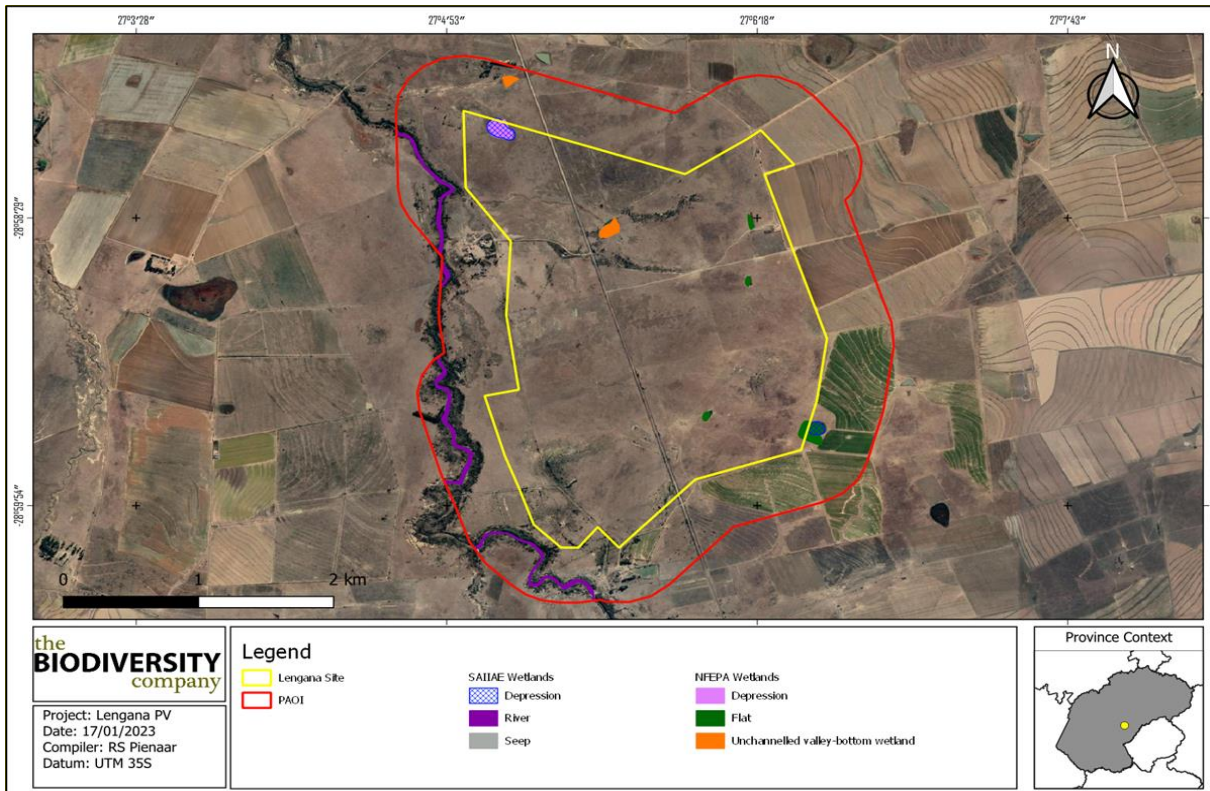 27°3'28" 27°4'53" 27°6'18" 27°7'43"
N
-28°58'29"
-28°59'54"
0 1 2 km
the
BIODIVERSITY
company
Project: Lengana PV
Date: 17/01/2023
Compiler: RS Pienaar
Datum: UTM 35S
Legend
Lengana Site
PAOI
SAIIAE Wetlands
Depression
River
Seep
NFEPA Wetlands
Depression
Flat
Unchannelled valley-bottom wetland
Province Context